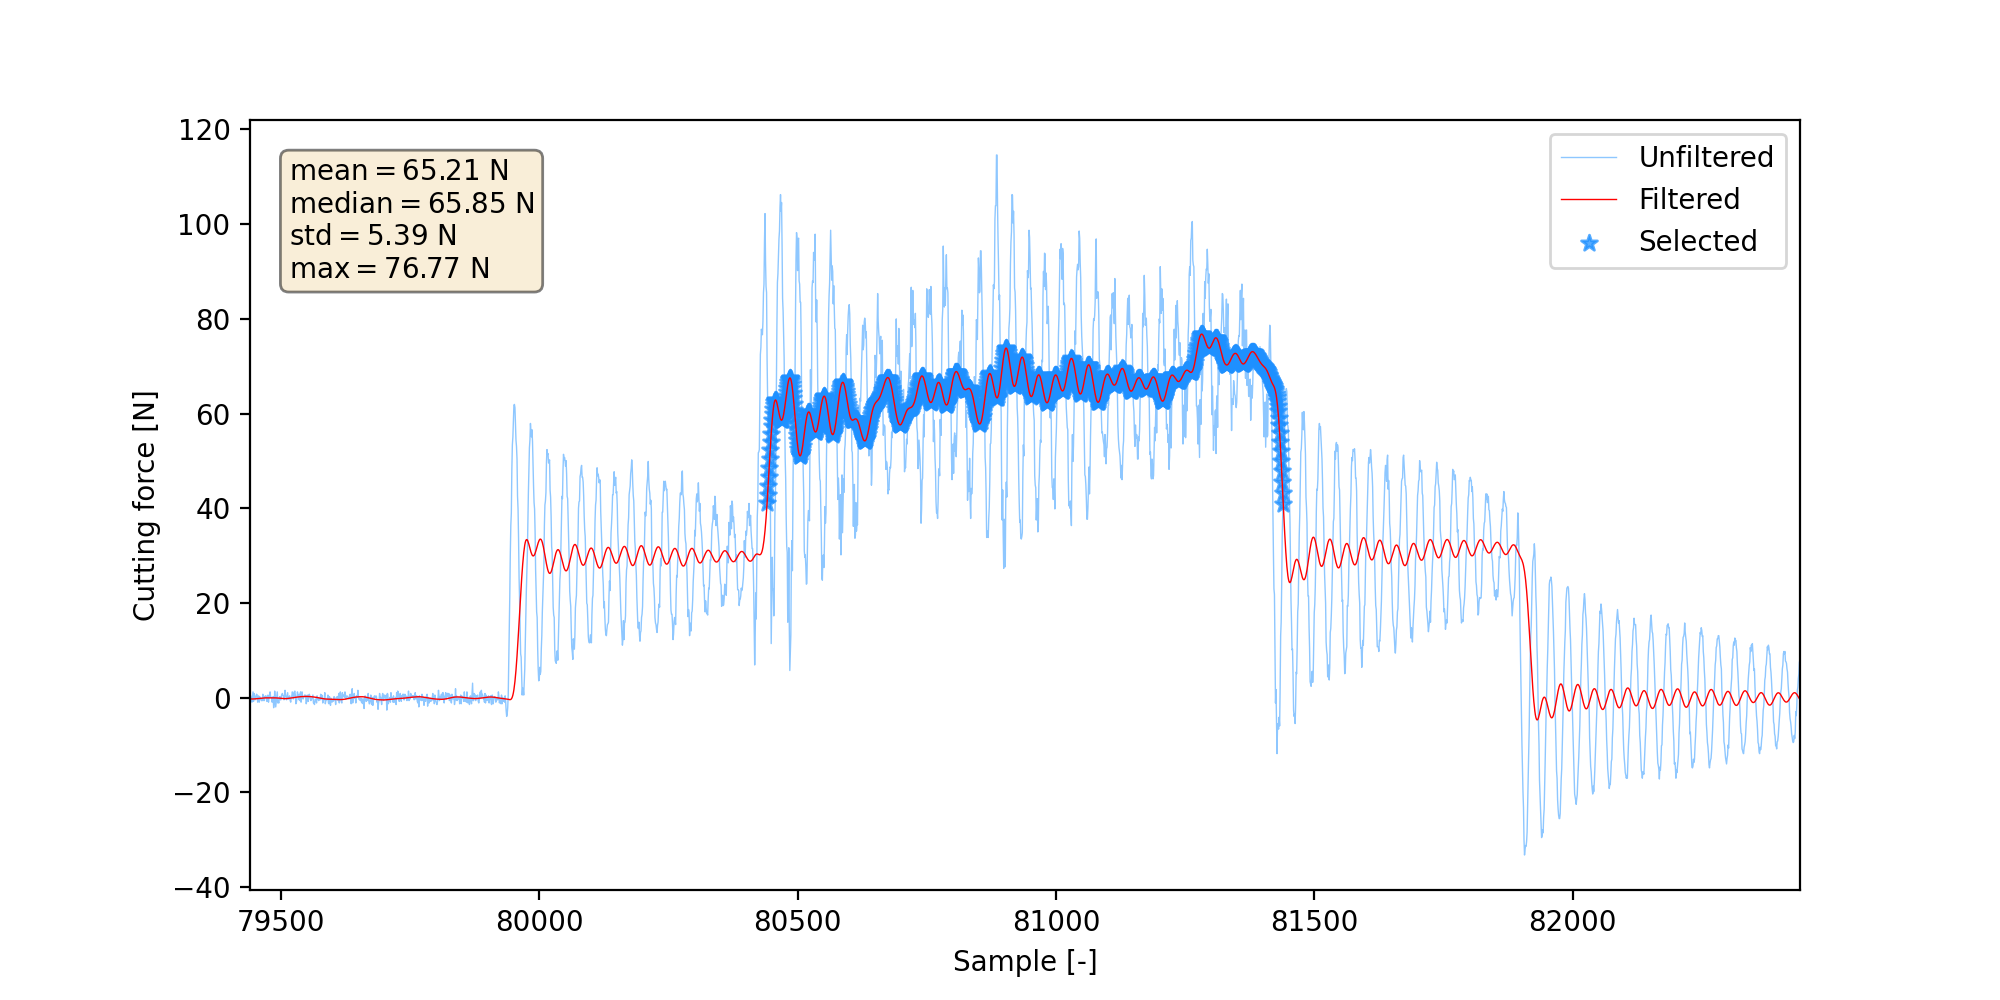 mean = 65.21 N
median = 65.85 N
std = 5.39 N
max = 76.77 N
Unfiltered
Filtered
Selected
120
100
80
60
40
20
0
−20
−40
Cutting force [N]
79500 80000 80500 81000 81500 82000
Sample [-]